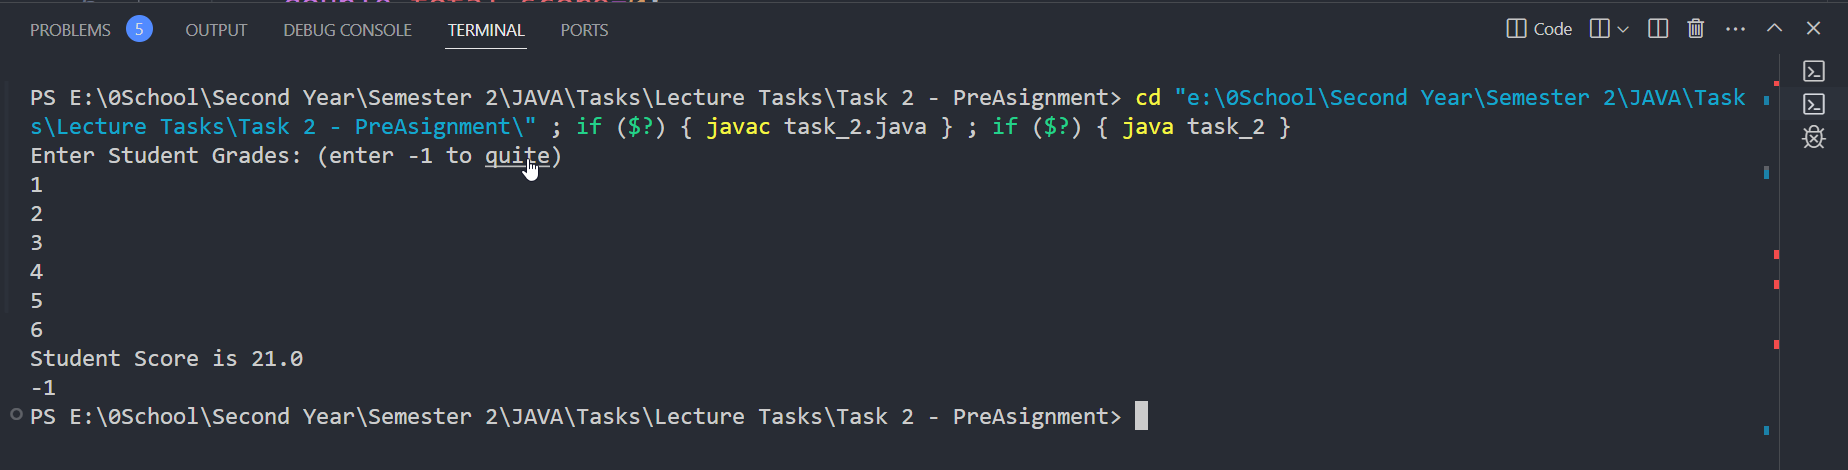 PROBLEMS 5 OUTPUT DEBUG CONSOLE TERMINAL PORTS Code
PS E:\0School\Second Year\Semester 2\JAVA\Tasks\Lecture Tasks\Task 2 - PreAsignment> cd "e:\0School\Second Year\Semester 2\JAVA\Task
s\Lecture Tasks\Task 2 - PreAsignment\" ; if ($?) { javac task_2.java } ; if ($?) { java task_2 }
Enter Student Grades: (enter -1 to quite)
1
2
3
4
5
6
Student Score is 21.0
-1
PS E:\0School\Second Year\Semester 2\JAVA\Tasks\Lecture Tasks\Task 2 - PreAsignment>